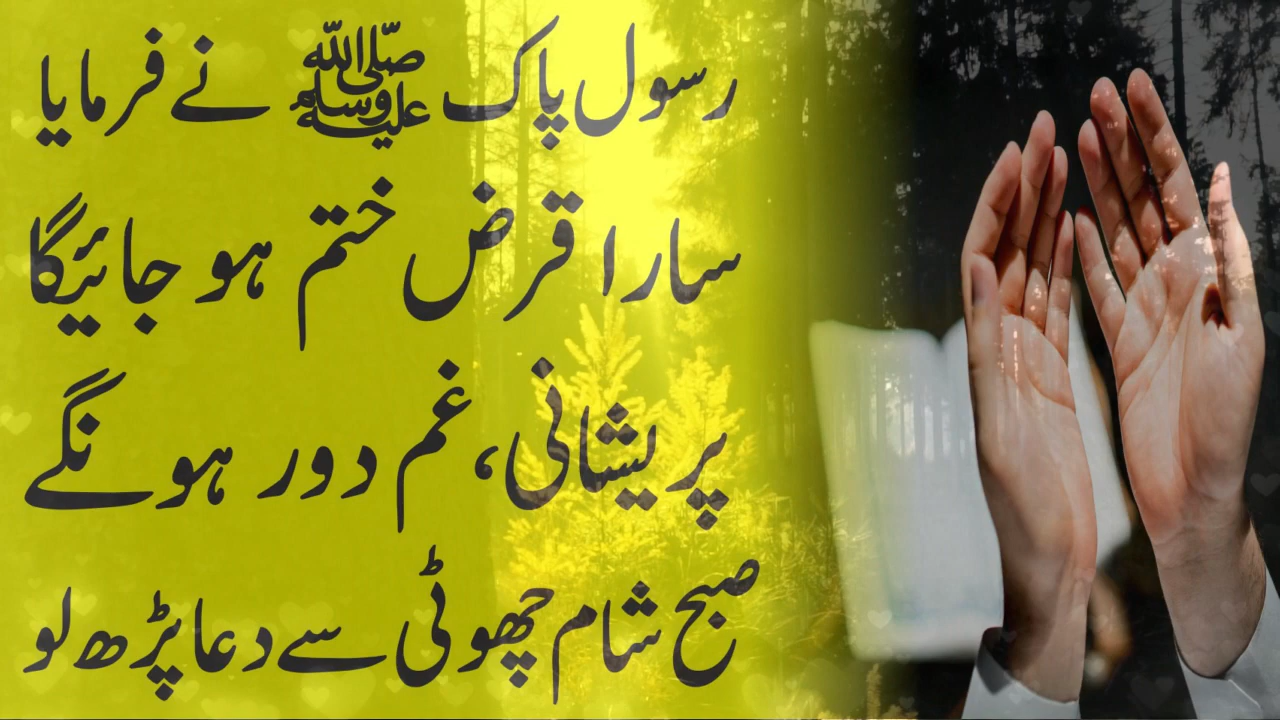 رسول پاک ﷺ نے فرمایا
سارا قرض ختم ہو جائیگا
پریشانی، غم دور ہونگے
صبح شام چھوٹی سے دعا پڑھ لو